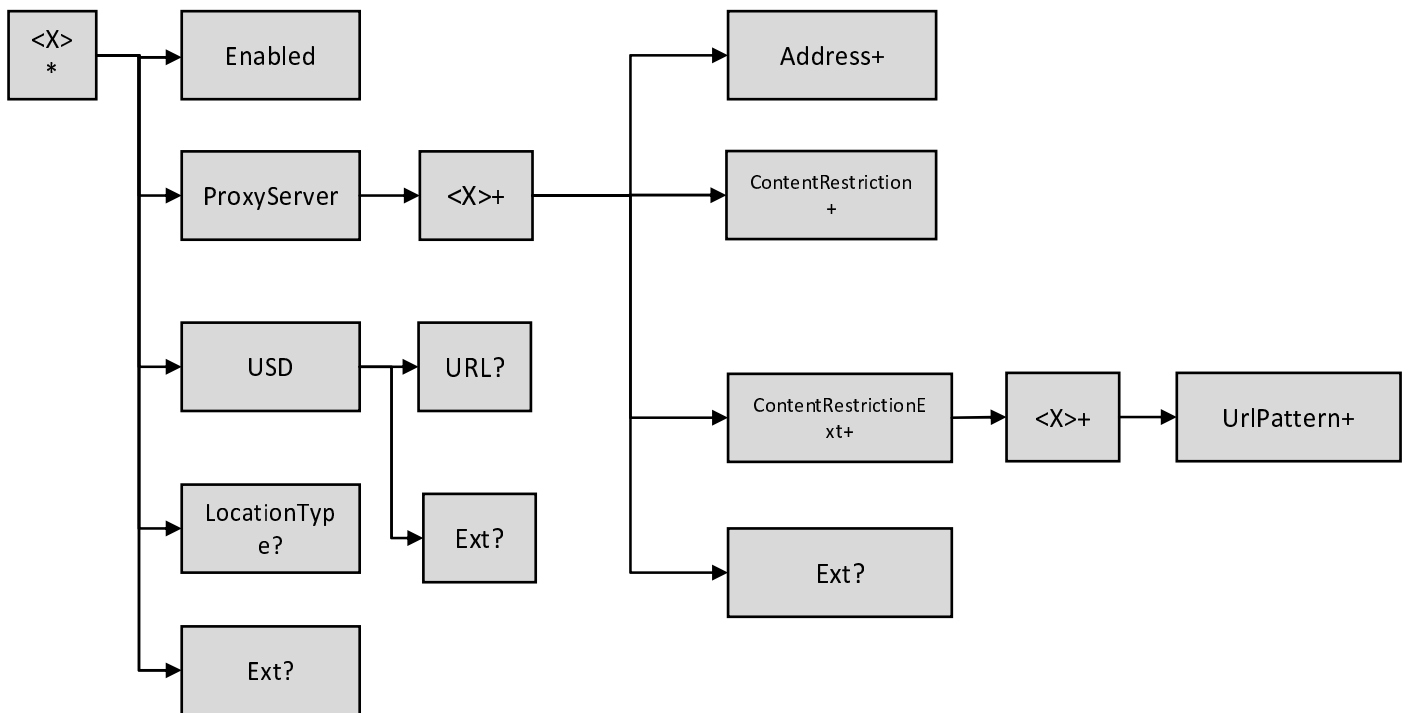 <X>
*
Enabled
Address+
ProxyServer
<X>+
ContentRestriction
+
USD
URL?
ContentRestrictionE
xt+
<X>+
UrlPattern+
LocationTyp
e?
Ext?
Ext?
Ext?